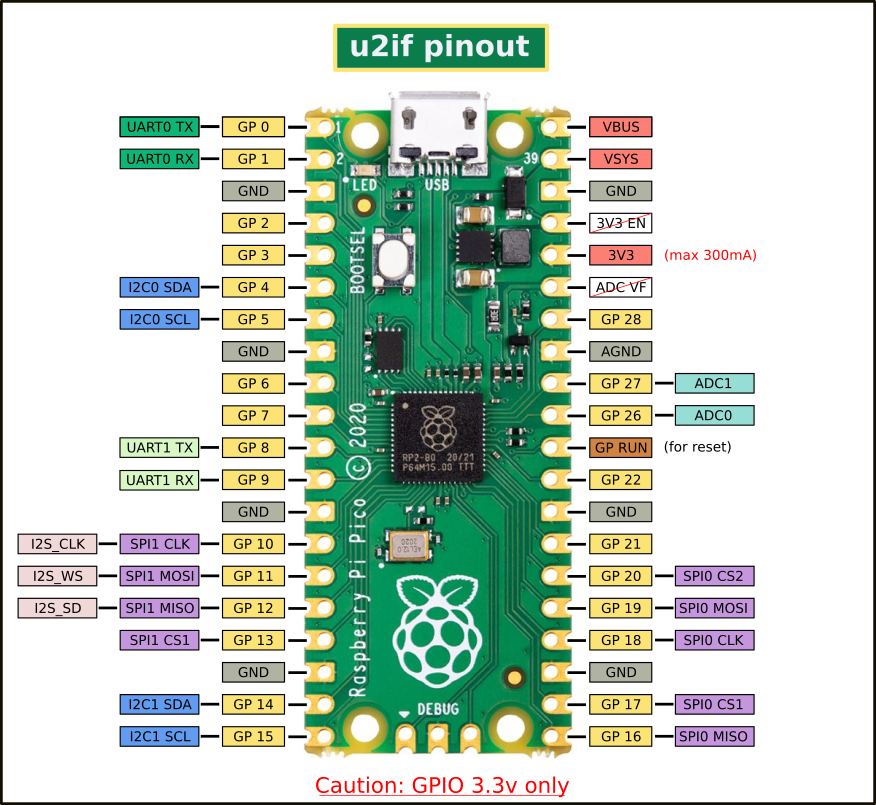 u2if pinout
UART0 TX GP 0 1 VBUS
UART0 RX GP 1 2 39 VSYS
LED USB
GND GND
GP 2 3V3 EN
BOOTSEL
GP 3 3V3 (max 300mA)
I2C0 SDA GP 4 ADC VF
I2C0 SCL GP 5 GP 28
GND AGND
GP 6 GP 27 ADC1
GP 7 GP 26 ADC0
UART1 TX GP 8 GP RUN (for reset)
RP2-B0 20/21
P64M15.00 TTT
UART1 RX GP 9 GP 22
GND GND
Raspberry Pi Pico © 2020
I2S_CLK SPI1 CLK GP 10 GP 21
I2S_WS SPI1 MOSI GP 11 GP 20 SPI0 CS2
I2S_SD SPI1 MISO GP 12 GP 19 SPI0 MOSI
SPI1 CS1 GP 13 GP 18 SPI0 CLK
GND GND
I2C1 SDA GP 14 GP 17 SPI0 CS1
DEBUG
I2C1 SCL GP 15 GP 16 SPI0 MISO
Caution: GPIO 3.3v only